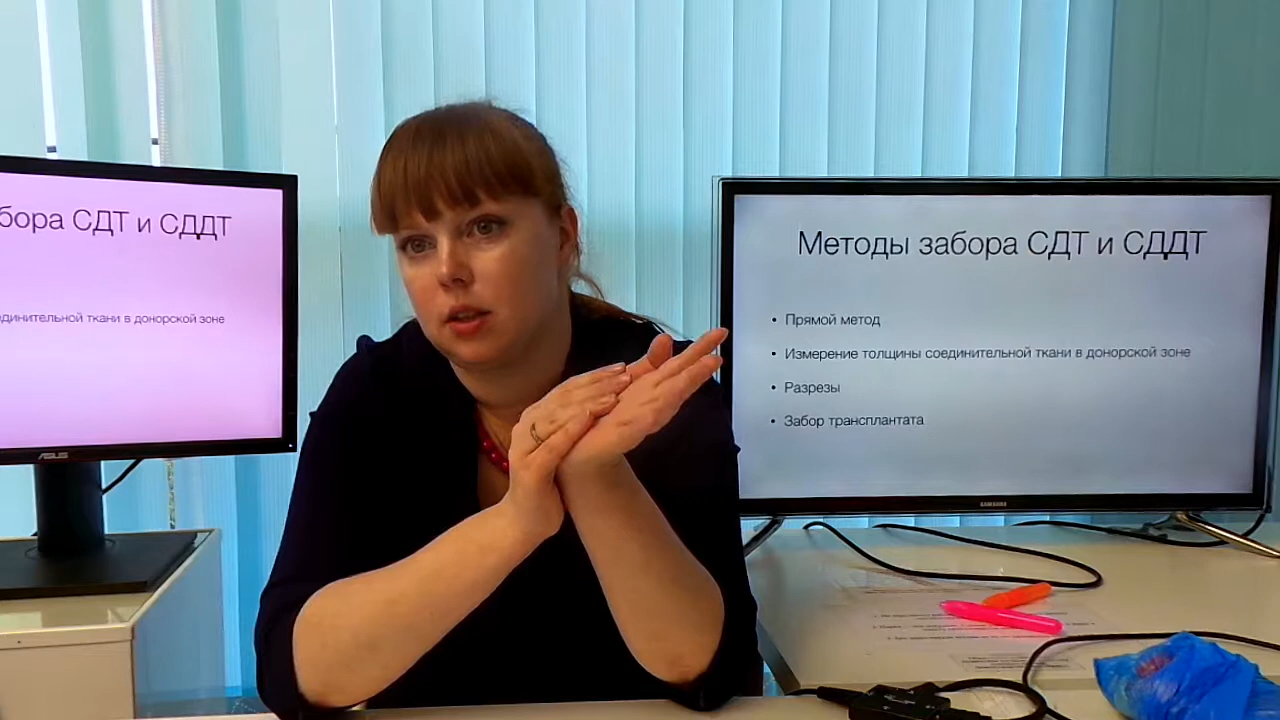 бора СДТ и СДДТ
единительной ткани в донорской зоне
ASUS
Методы забора СДТ и СДДТ
• Прямой метод
• Измерение толщины соединительной ткани в донорской зоне
• Разрезы
• Забор трансплантата
SAMSUNG